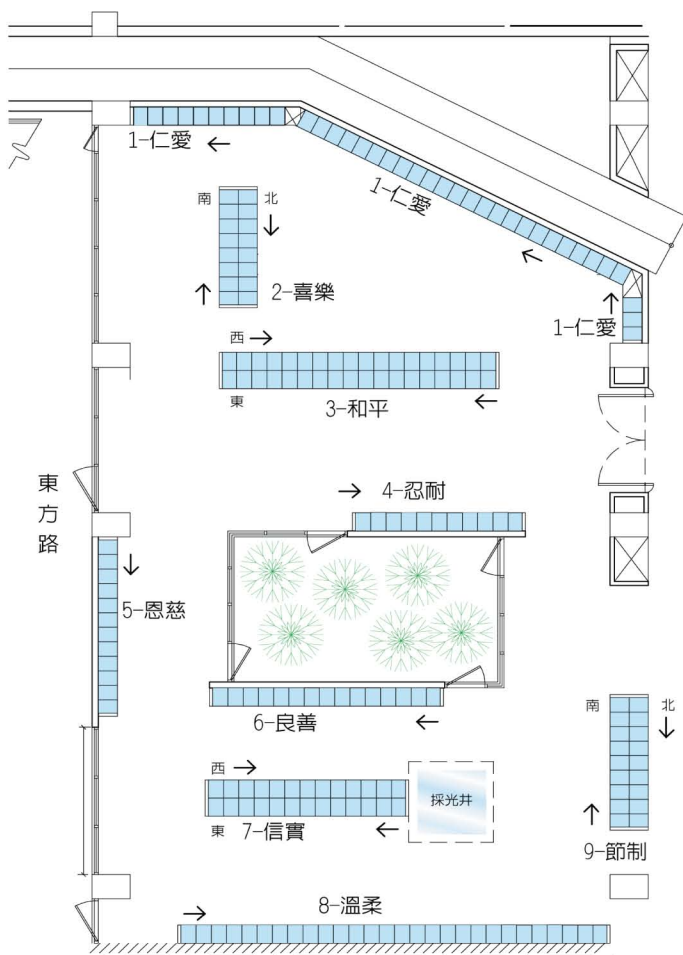 1-仁愛
←
1-仁愛
↖
南
北
↓
↑
2-喜樂
↑
1-仁愛
西 →
東
3-和平
←
→ 4-忍耐
東方路
↓
5-恩慈
6-良善
←
西 →
採光井
東
7-信實
←
南
北
↓
↑
9-節制
→
8-溫柔